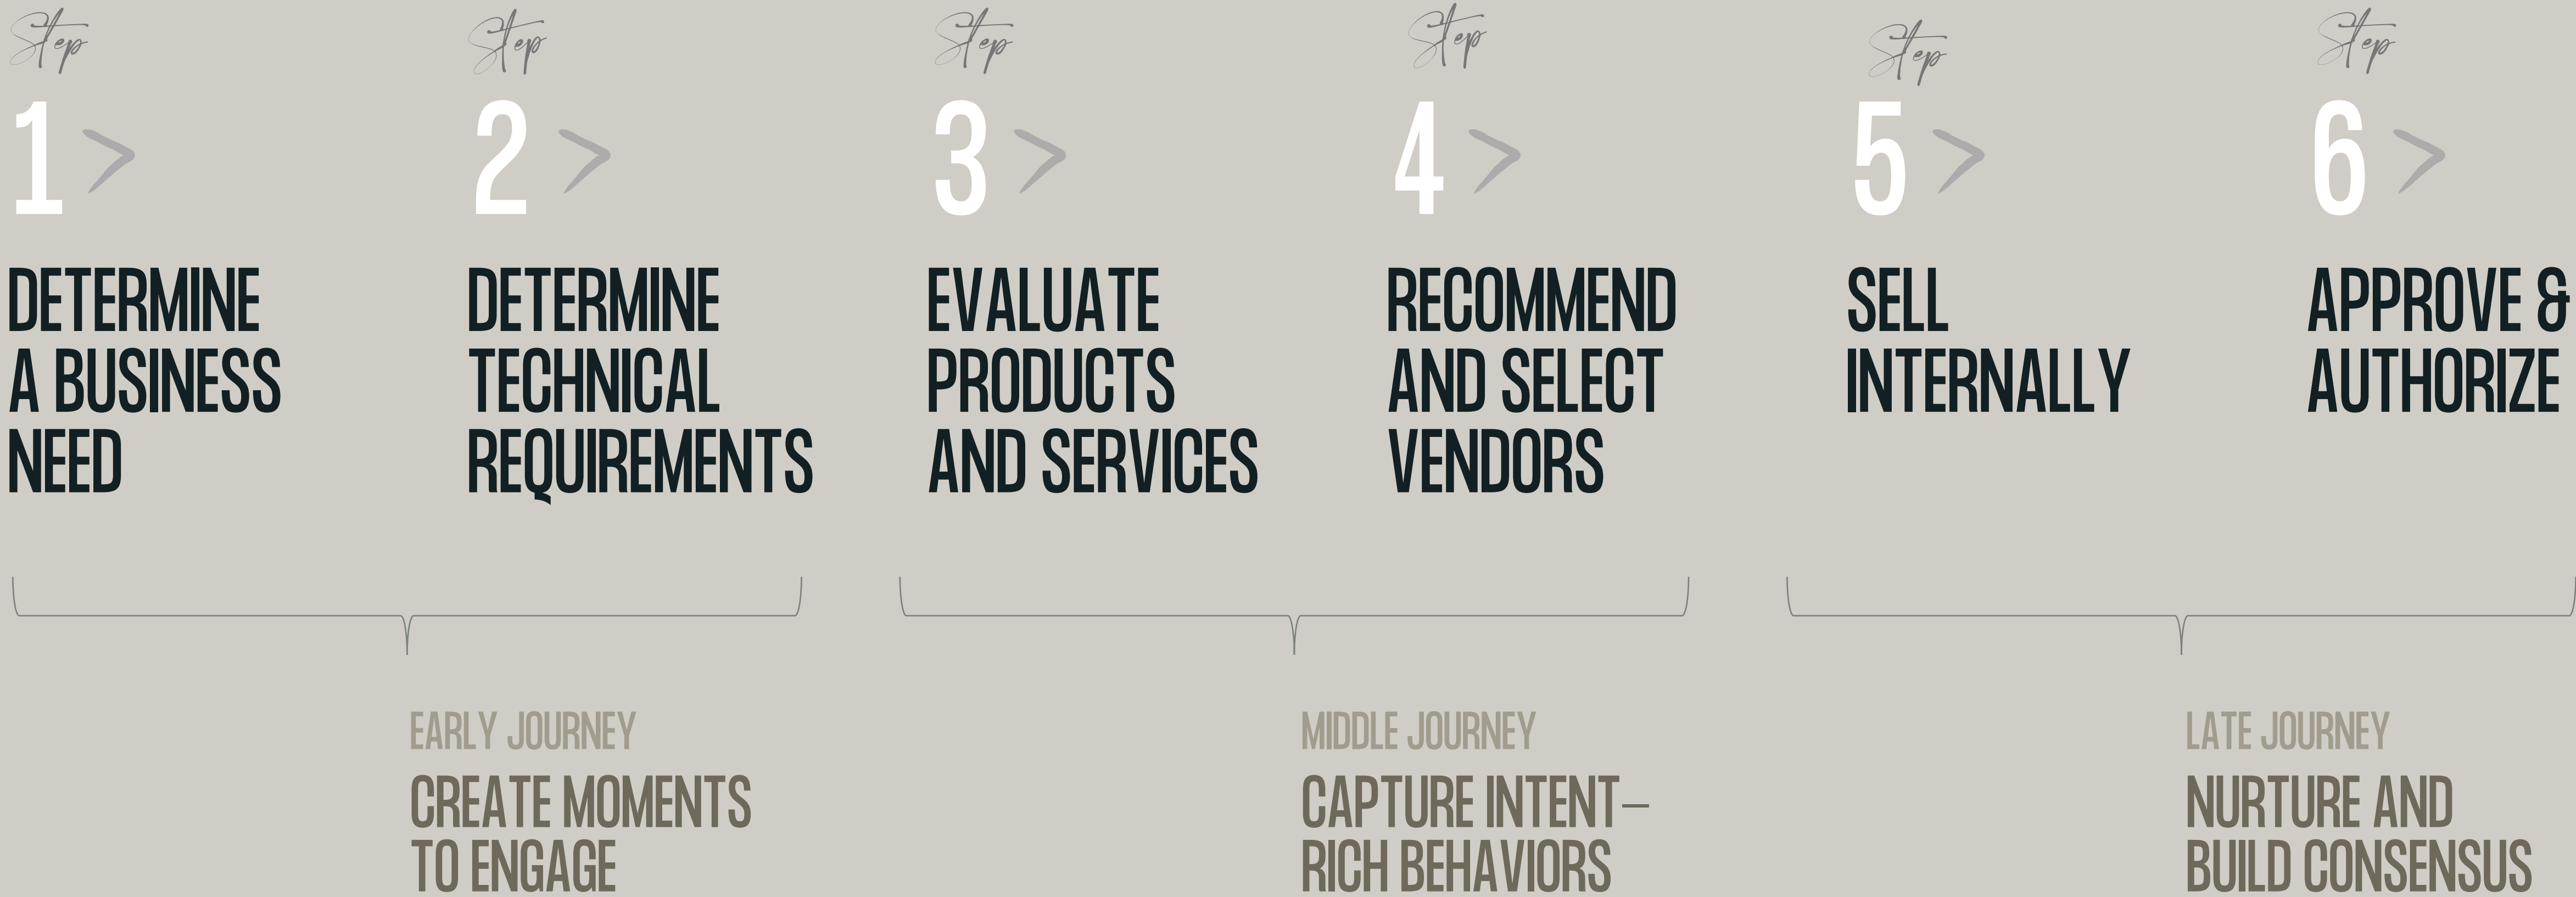 Step
1 >
DETERMINE
A BUSINESS
NEED
Step
2 >
DETERMINE
TECHNICAL
REQUIREMENTS
Step
3 >
EVALUATE
PRODUCTS
AND SERVICES
Step
4 >
RECOMMEND
AND SELECT
VENDORS
Step
5 >
SELL
INTERNALLY
Step
6 >
APPROVE &
AUTHORIZE
EARLY JOURNEY
CREATE MOMENTS
TO ENGAGE
MIDDLE JOURNEY
CAPTURE INTENT–
RICH BEHAVIORS
LATE JOURNEY
NURTURE AND
BUILD CONSENSUS